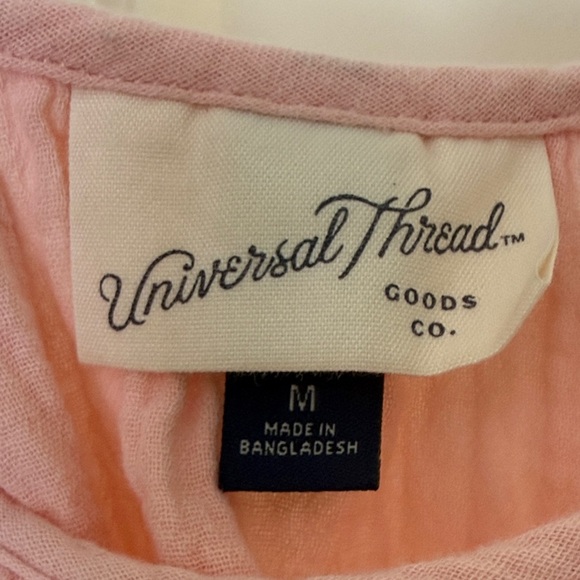 Universal Thread™
GOODS
CO.
M
MADE IN
BANGLADESH